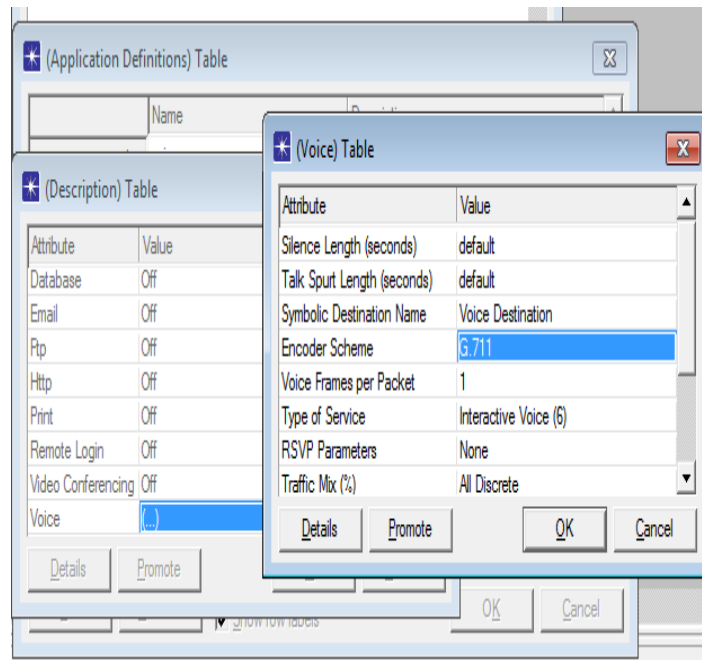 (Application Definitions) Table
Name
(Description) Table
Attribute Value
Database Off
Email Off
Ftp Off
Http Off
Print Off
Remote Login Off
Video Conferencing Off
Voice (...)
Details Promote
(Voice) Table
Attribute Value
Silence Length (seconds) default
Talk Spurt Length (seconds) default
Symbolic Destination Name Voice Destination
Encoder Scheme G.711
Voice Frames per Packet 1
Type of Service Interactive Voice (6)
RSVP Parameters None
Traffic Mix (%) All Discrete
Details Promote OK Cancel
Show row labels
OK Cancel